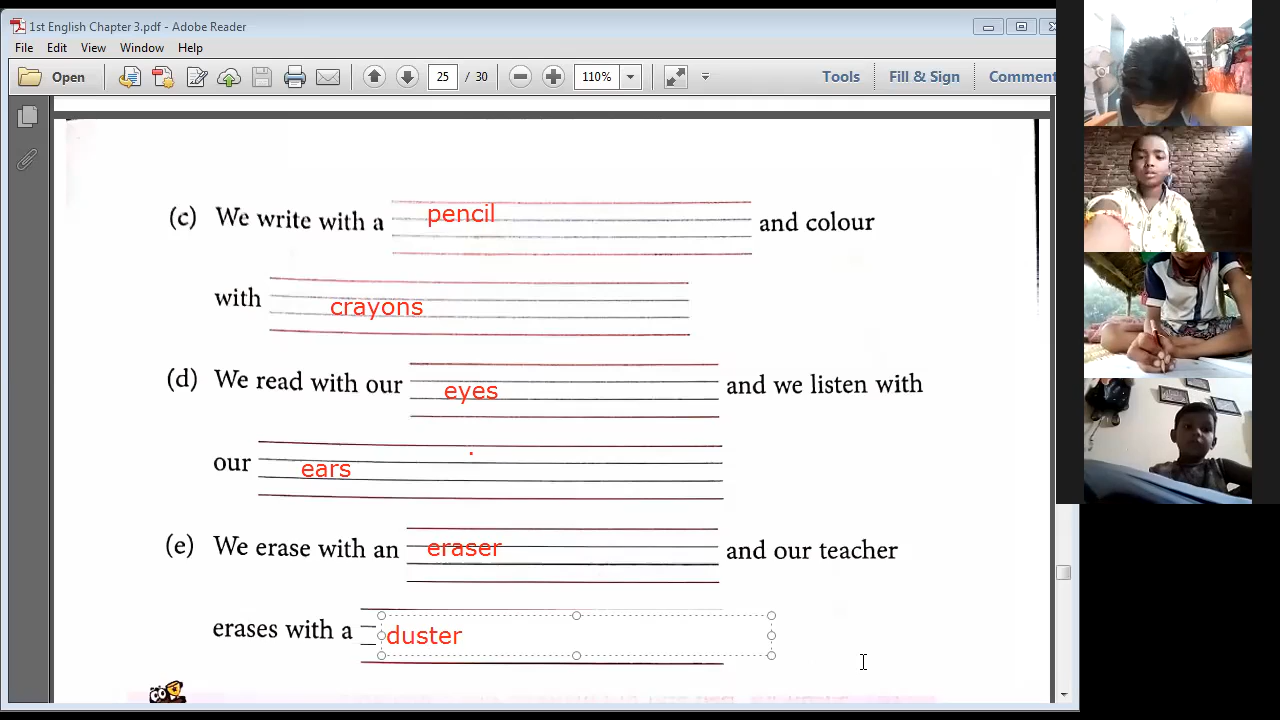 1st English Chapter 3.pdf - Adobe Reader
File Edit View Window Help
Open 25 / 30 110% Tools Fill & Sign Comment
(c) We write with a pencil and colour
with crayons
(d) We read with our eyes and we listen with
our ears
(e) We erase with an eraser and our teacher
erases with a duster